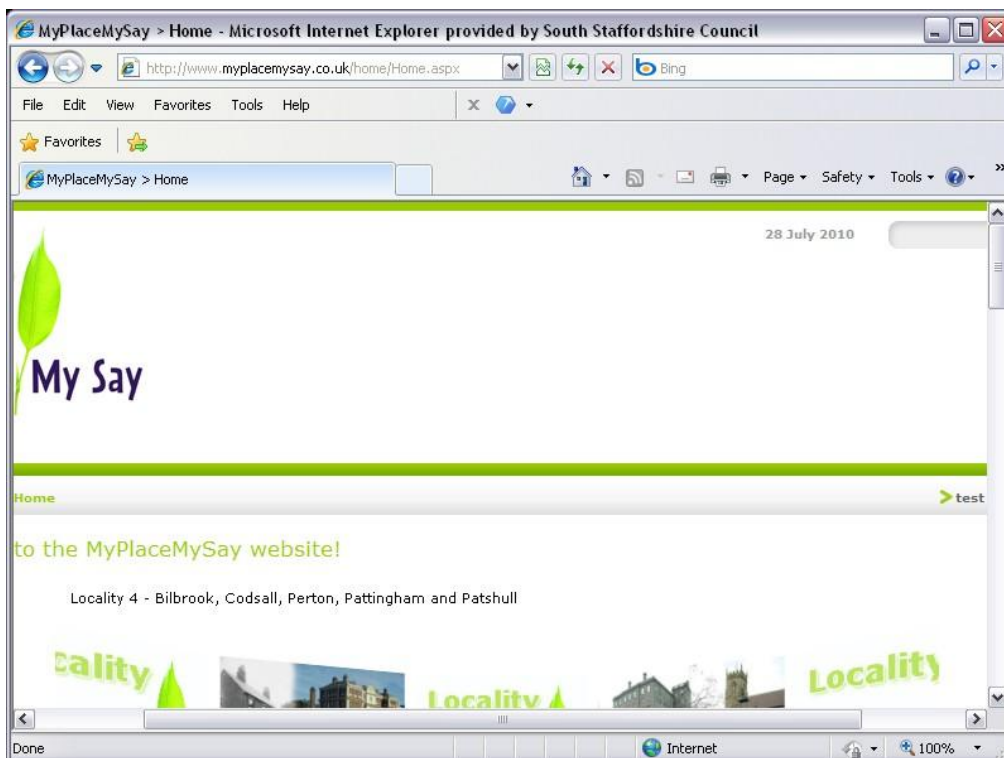 MyPlaceMySay > Home - Microsoft Internet Explorer provided by South Staffordshire Council
http://www.myplacemysay.co.uk/home/Home.aspx
Bing
File Edit View Favorites Tools Help
X
Favorites
MyPlaceMySay > Home
Page Safety Tools
28 July 2010
My Say
Home
test
to the MyPlaceMySay website!
Locality 4 - Bilbrook, Codsall, Perton, Pattingham and Patshull
cality
Locality
Locality
Done
Internet
100%